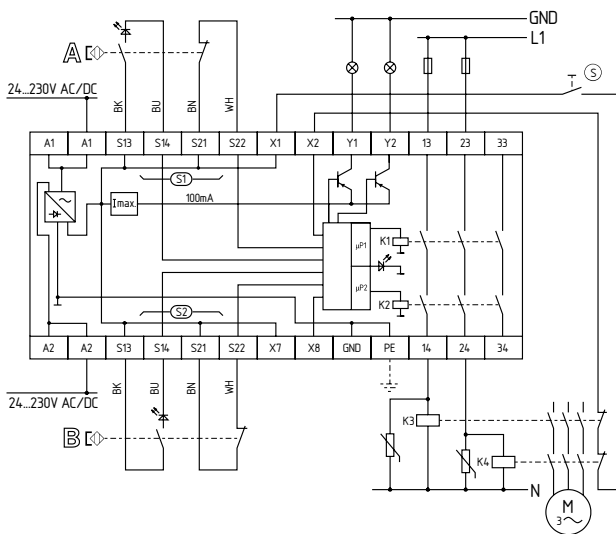 GND
L1
A
S
24...230V AC/DC
BK BU BN WH
A1 A1 S13 S14 S21 S22 X1 X2 Y1 Y2 13 23 33
S1
Imax.
100mA
µP1
K1
µP2
K2
S2
A2 A2 S13 S14 S21 S22 X7 X8 GND PE 14 24 34
BK BU BN WH
24...230V AC/DC
K3
B
K4
N
M
3